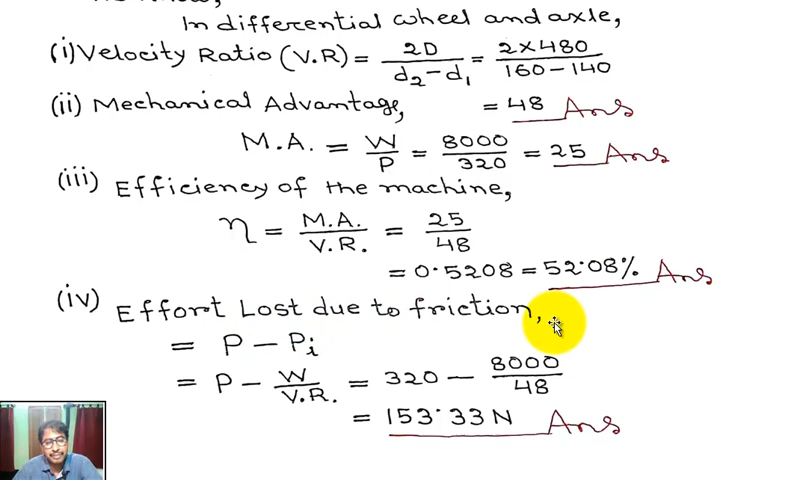 In differential wheel and axle,
(i) Velocity Ratio (V.R) = 2D / d₂-d₁ = 2×480 / 160-140
= 48 Ans
(ii) Mechanical Advantage,
M.A. = W/P = 8000/320 = 25 Ans
(iii) Efficiency of the machine,
η = M.A./V.R. = 25/48
= 0.5208 = 52.08% Ans
(iv) Effort Lost due to friction,
= P - Pi
= P - W/V.R. = 320 - 8000/48
= 153.33 N Ans